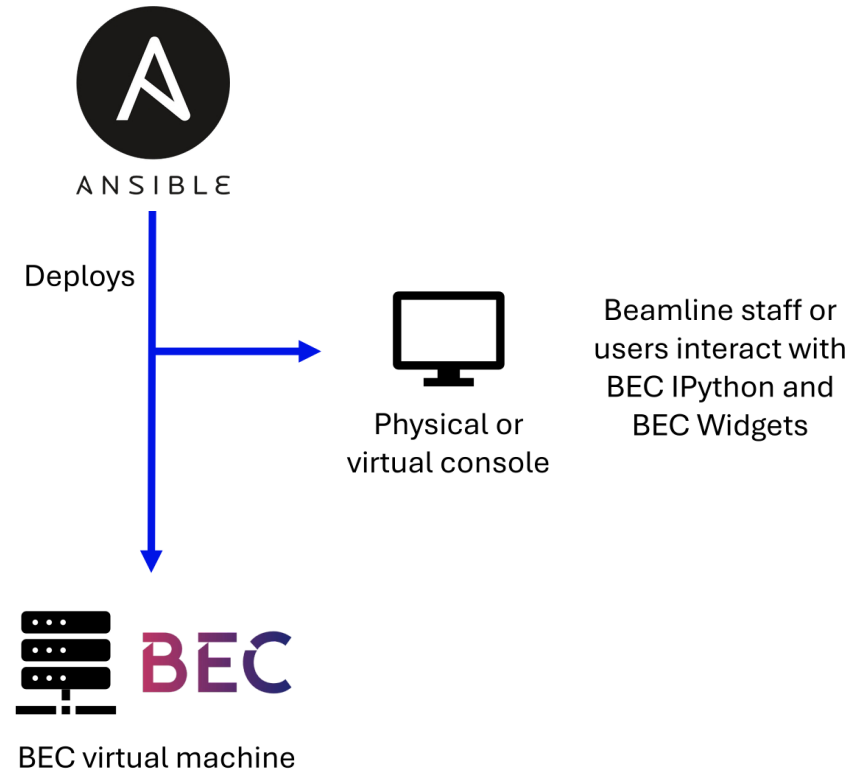 ANSIBLE
Deploys
Beamline staff or
users interact with
BEC IPython and
BEC Widgets
Physical or
virtual console
BEC
BEC virtual machine